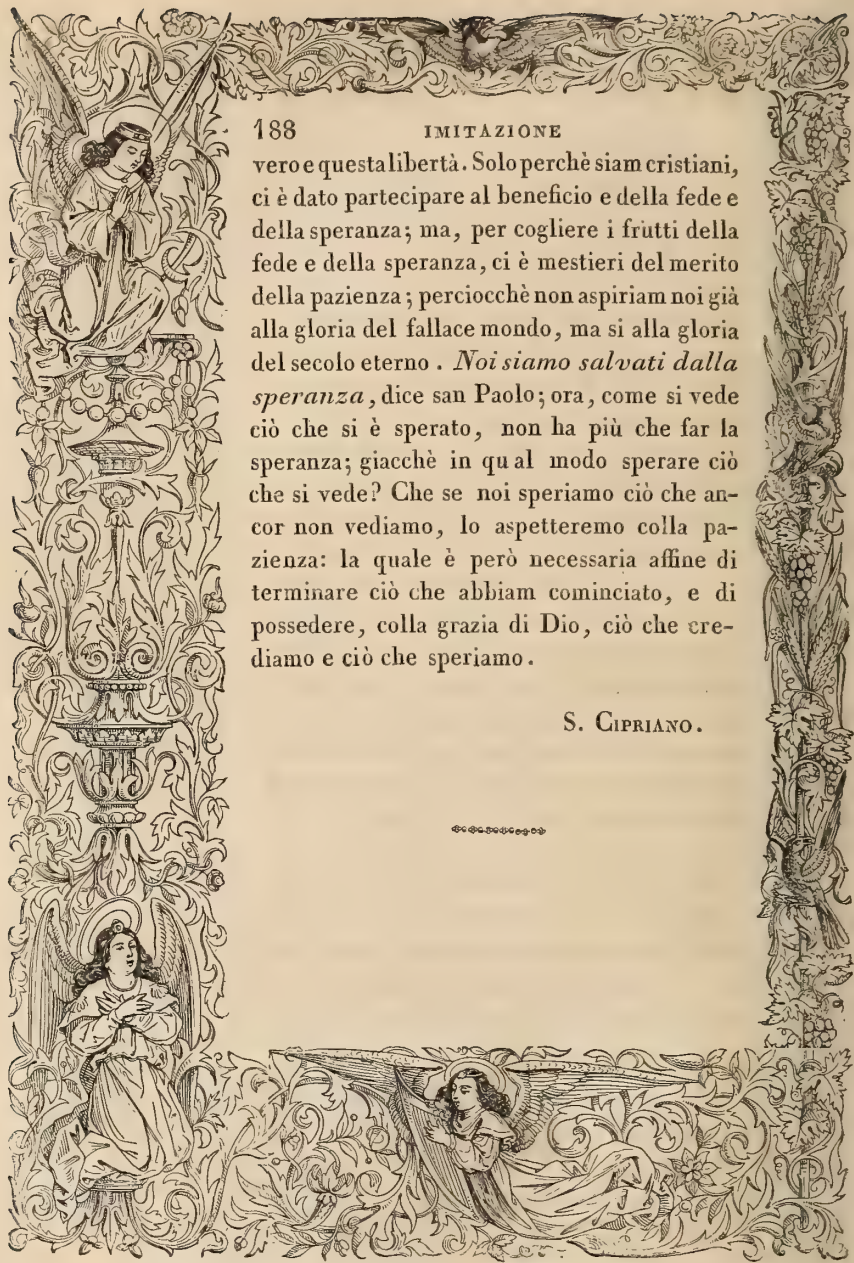 188 IMITAZIONE
vero e questa libertà. Solo perchè siam cristiani,
ci è dato partecipare al beneficio e della fede e
della speranza; ma, per cogliere i frutti della
fede e della speranza, ci è mestieri del merito
della pazienza; perciocchè non aspiriam noi già
alla gloria del fallace mondo, ma si alla gloria
del secolo eterno. Noi siamo salvati dalla
speranza, dice san Paolo; ora, come si vede
ciò che si è sperato, non ha più che far la
speranza; giacchè in qual modo sperare ciò
che si vede? Che se noi speriamo ciò che an-
cor non vediamo, lo aspetteremo colla pa-
zienza: la quale è però necessaria affine di
terminare ciò che abbiam cominciato, e di
possedere, colla grazia di Dio, ciò che cre-
diamo e ciò che speriamo.
S. CIPRIANO.